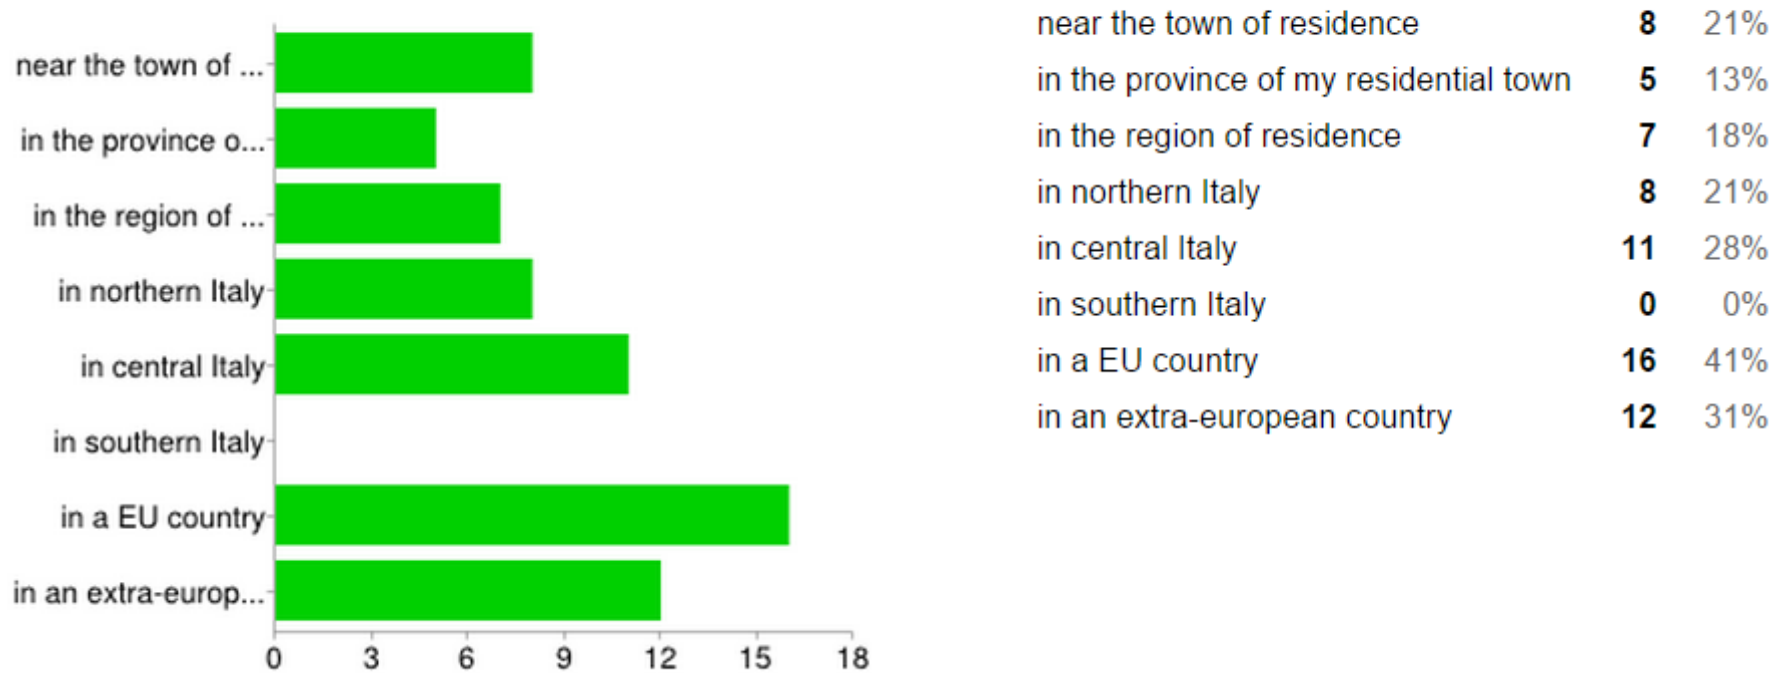 near the town of ...
in the province o...
in the region of ...
in northern Italy
in central Italy
in southern Italy
in a EU country
in an extra-europ...
0 3 6 9 12 15 18
near the town of residence 8 21%
in the province of my residential town 5 13%
in the region of residence 7 18%
in northern Italy 8 21%
in central Italy 11 28%
in southern Italy 0 0%
in a EU country 16 41%
in an extra-european country 12 31%